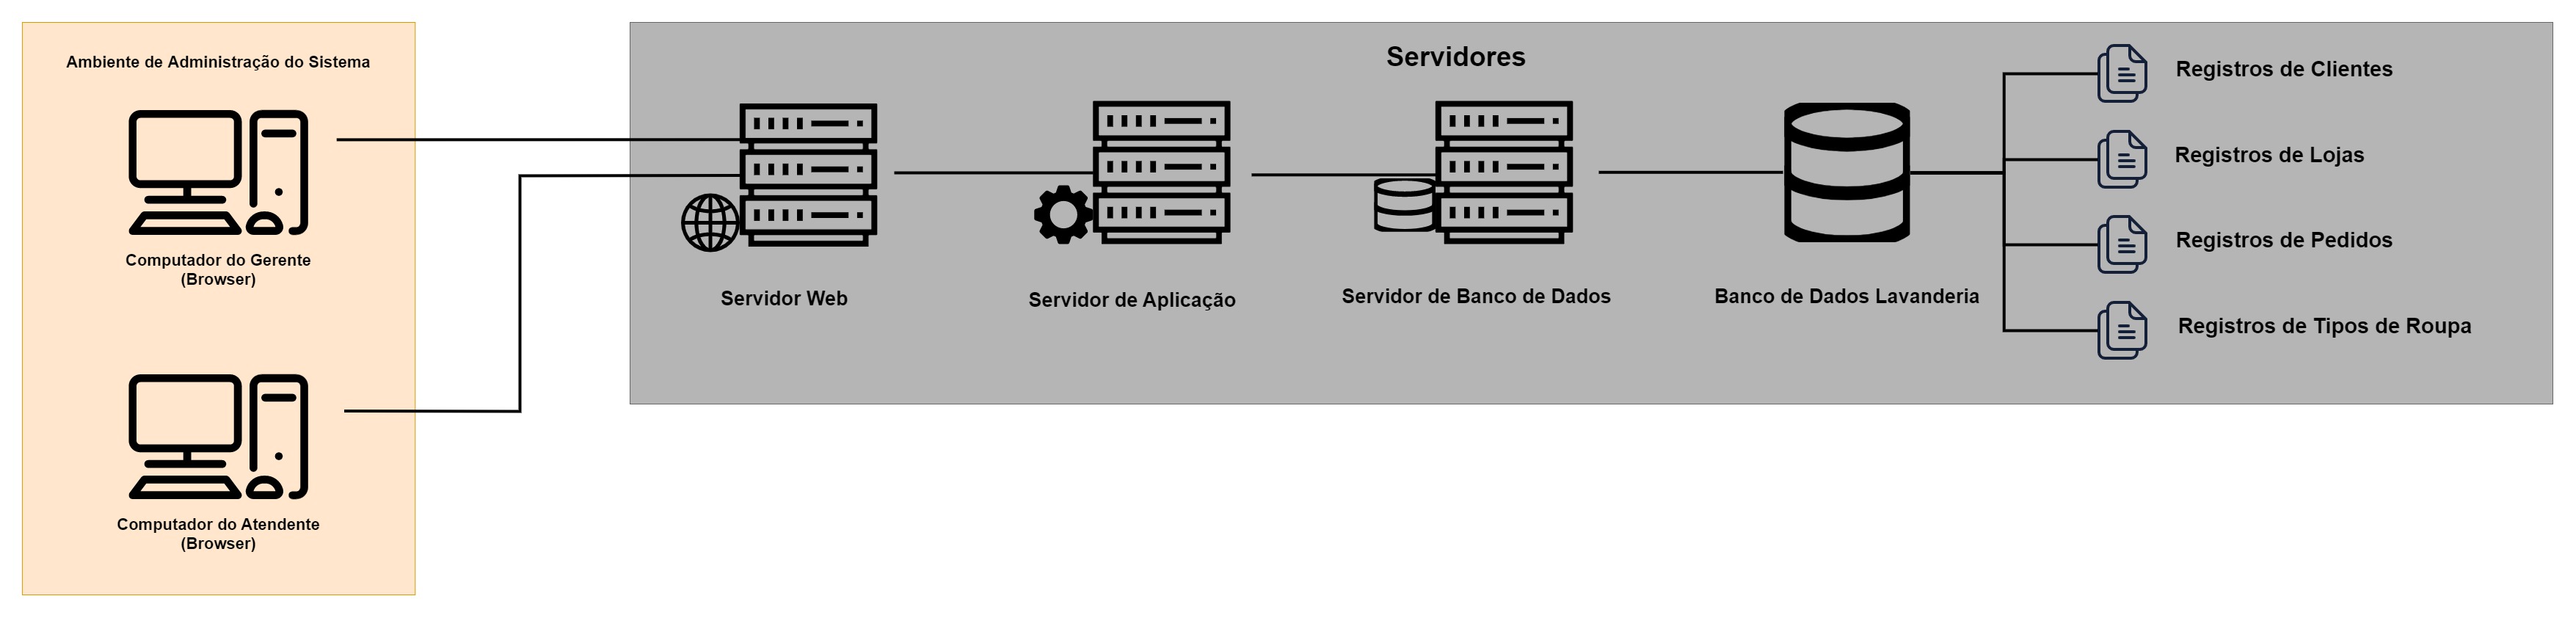 Ambiente de Administração do Sistema
Computador do Gerente
(Browser)
Computador do Atendente
(Browser)
Servidores
Servidor Web
Servidor de Aplicação
Servidor de Banco de Dados
Banco de Dados Lavanderia
Registros de Clientes
Registros de Lojas
Registros de Pedidos
Registros de Tipos de Roupa